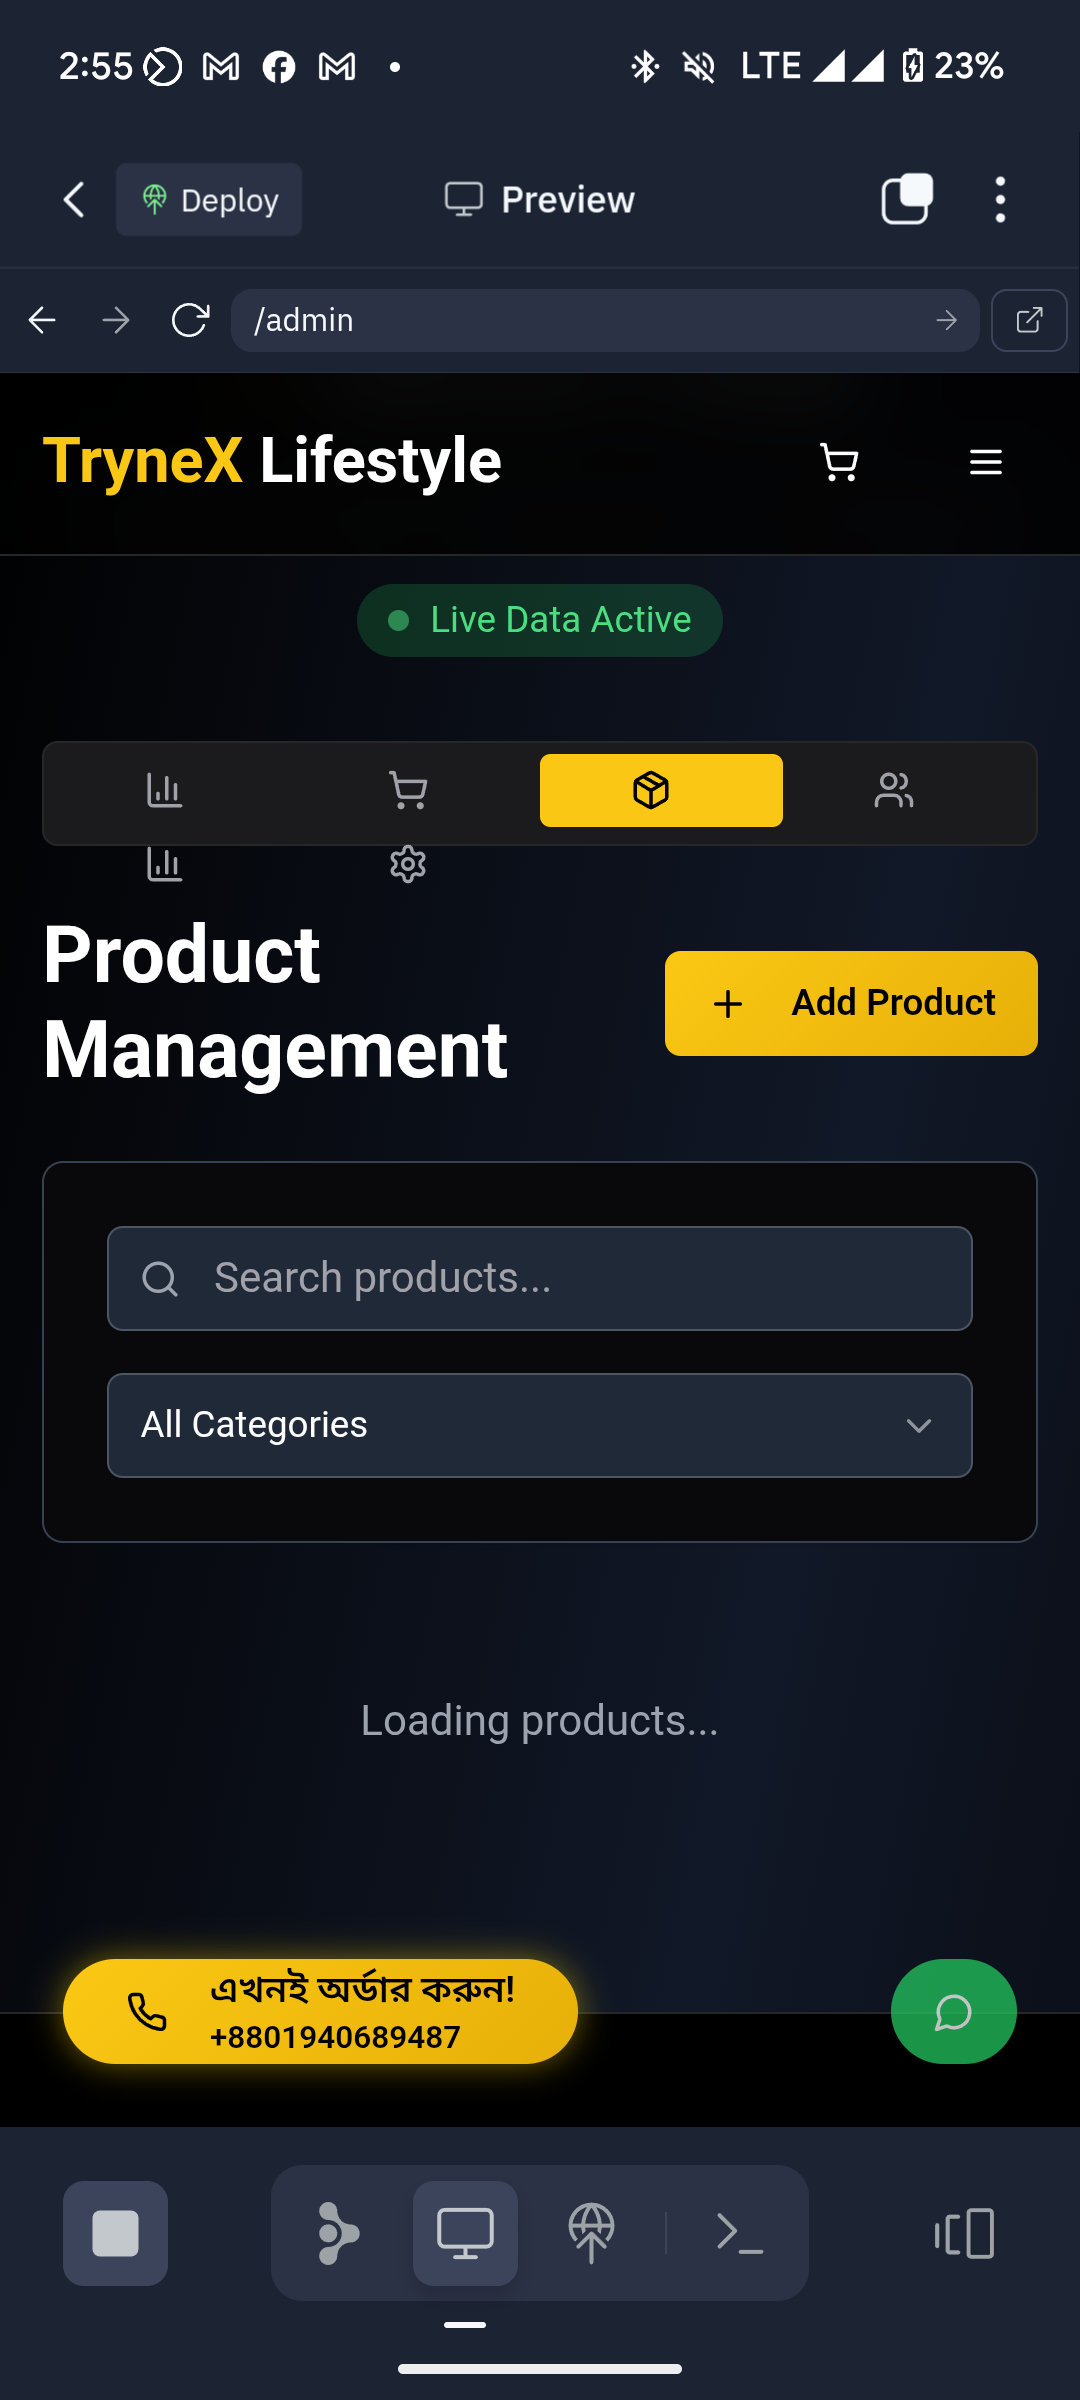 2:55 LTE 23%
Deploy Preview
/admin
TryneX Lifestyle
Live Data Active
Product
Management
Add Product
Search products...
All Categories
Loading products...
এখনই অর্ডার করুন!
+8801940689487